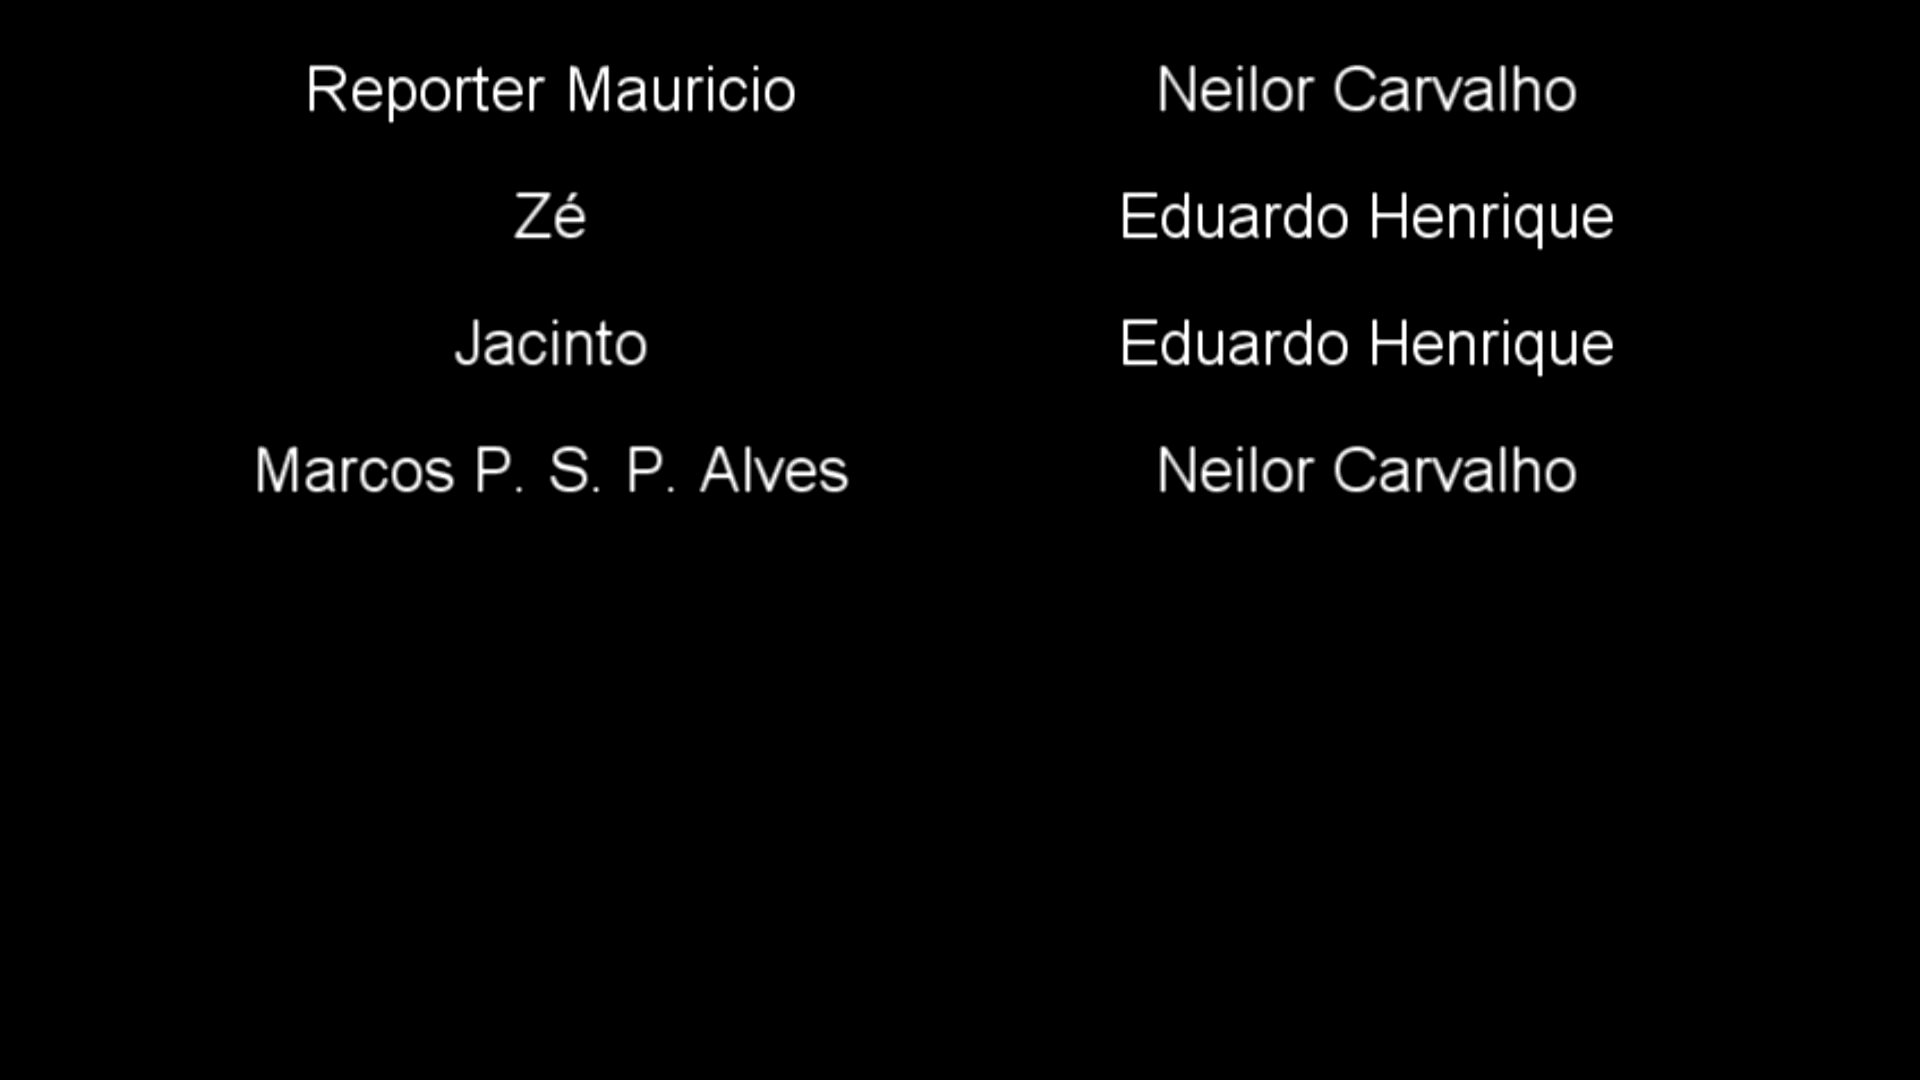 Reporter Mauricio Neilor Carvalho
Zé Eduardo Henrique
Jacinto Eduardo Henrique
Marcos P. S. P. Alves Neilor Carvalho